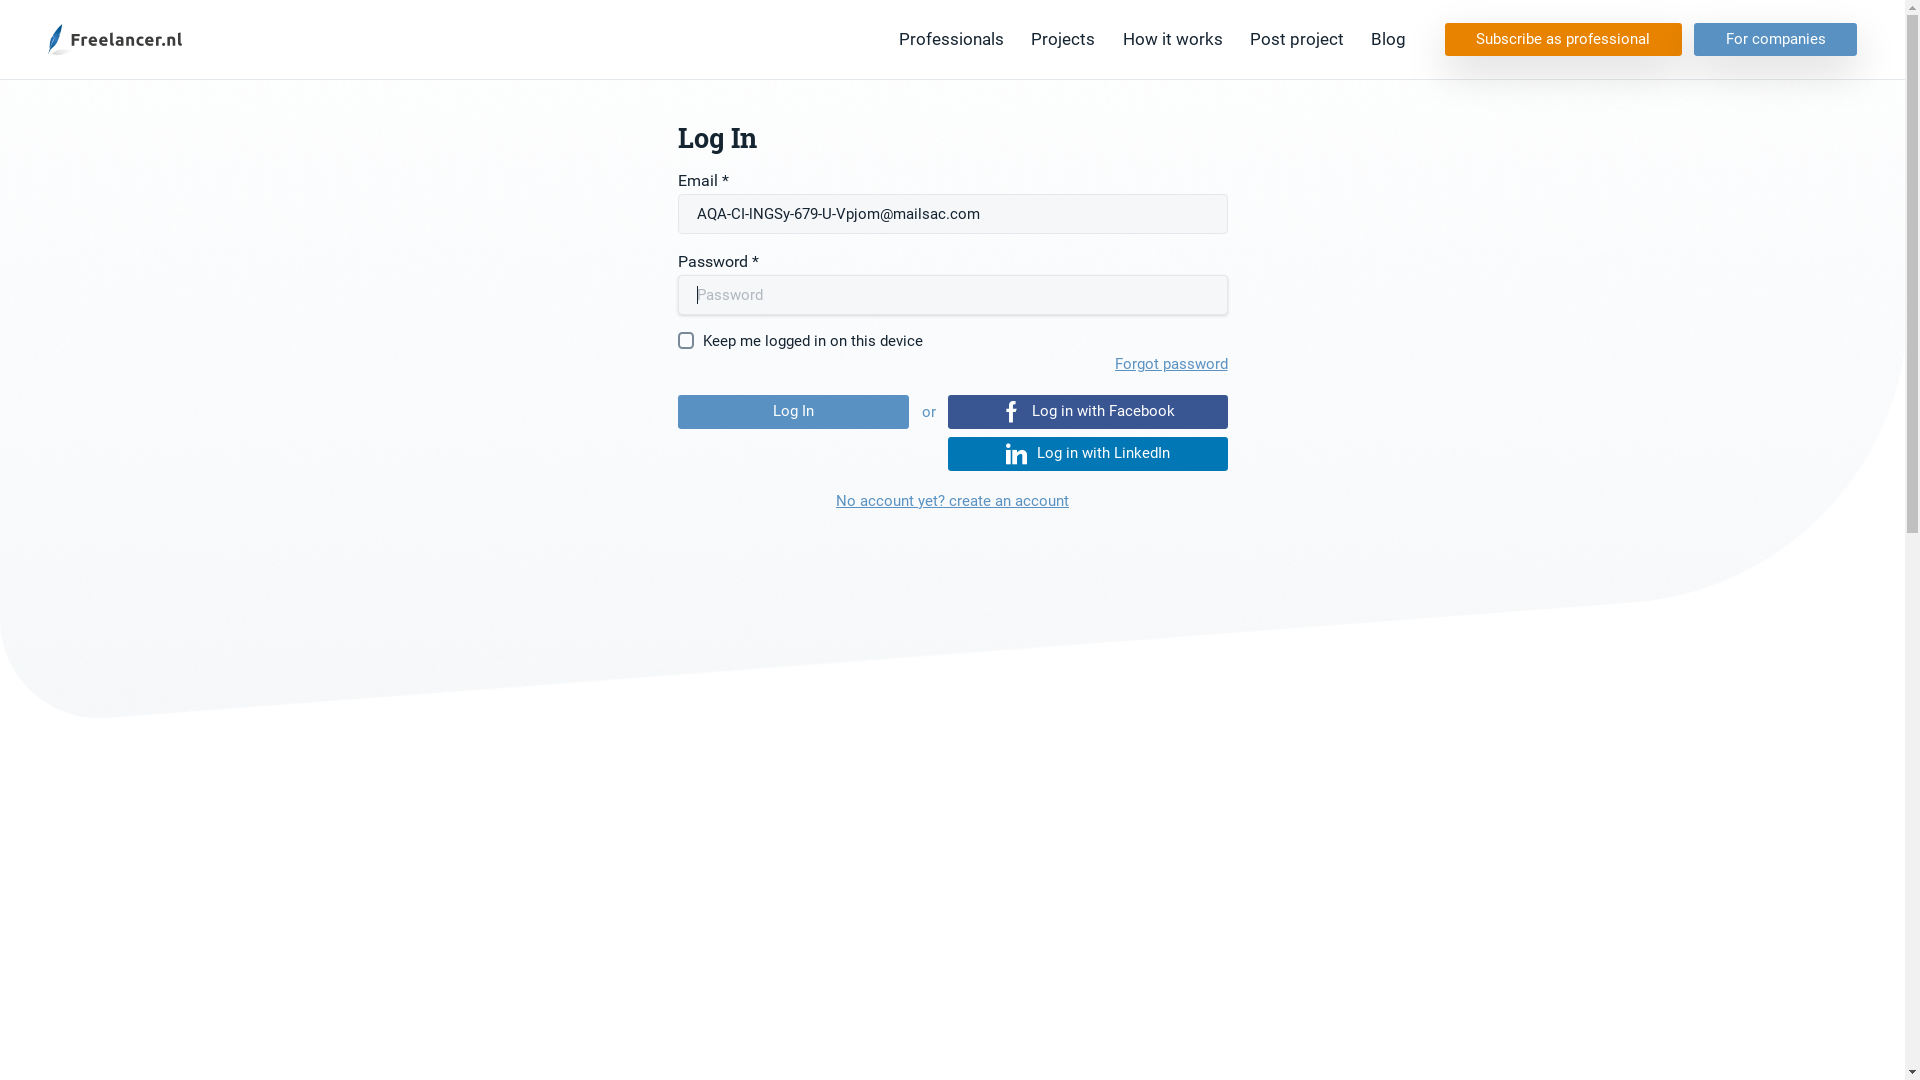 Freelancer.nl
Professionals
Projects
How it works
Post project
Blog
Subscribe as professional
For companies
Log In
Email *
AQA-CI-INGSy-679-U-Vpjom@mailsac.com
Password *
Password
Keep me logged in on this device
Forgot password
Log In
or
Log in with Facebook
Log in with LinkedIn
No account yet? create an account